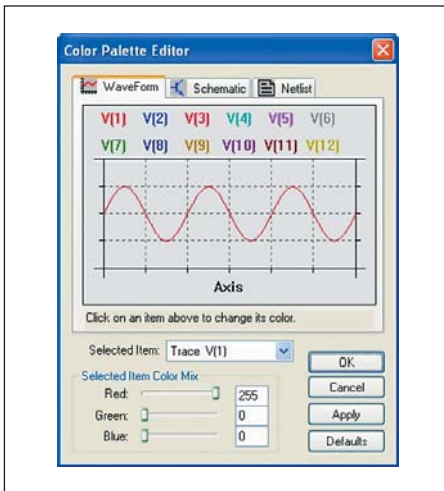 Color Palette Editor
WaveForm Schematic Netlist
V(1) V(2) V(3) V(4) V(5) V(6)
V(7) V(8) V(9) V(10) V(11) V(12)
Axis
Click on an item above to change its color.
Selected Item: Trace V(1)
OK
Selected Item Color Mix
Red: 255
Cancel
Green: 0
Apply
Blue: 0
Defaults